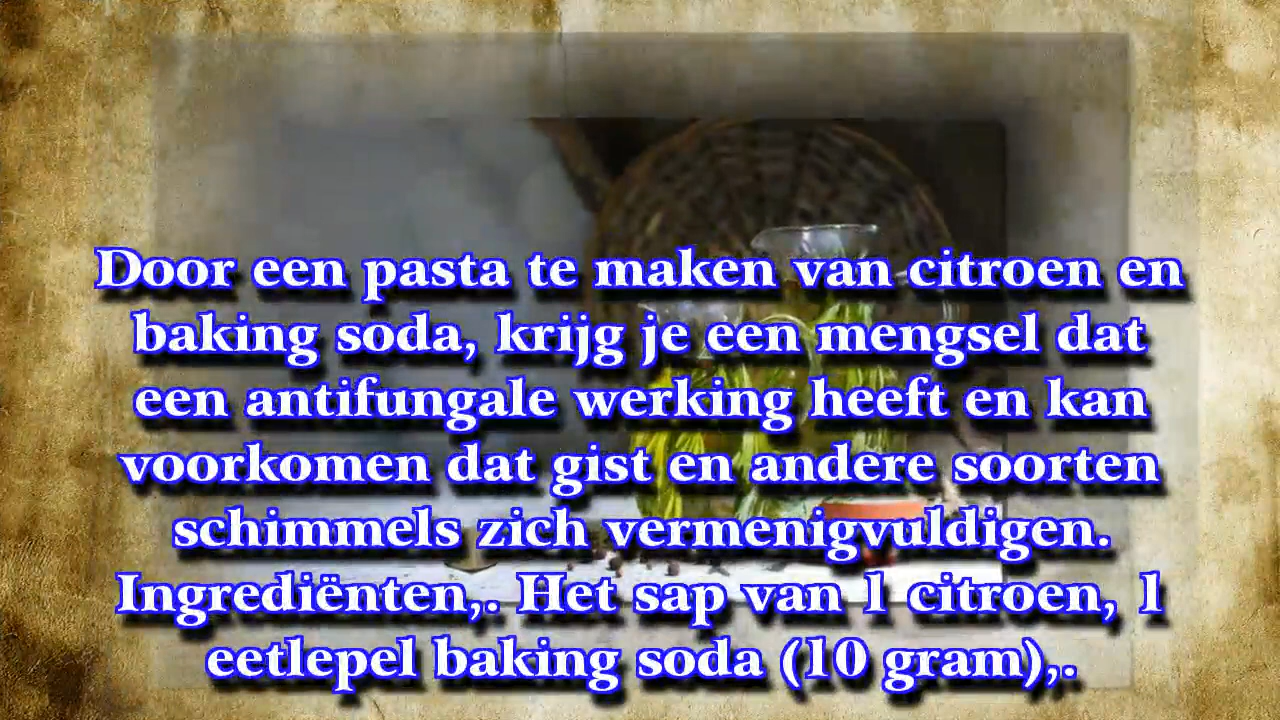 Door een pasta te maken van citroen en
baking soda, krijg je een mengsel dat
een antifungale werking heeft en kan
voorkomen dat gist en andere soorten
schimmels zich vermenigvuldigen.
Ingrediënten,. Het sap van 1 citroen, 1
eetlepel baking soda (10 gram),.